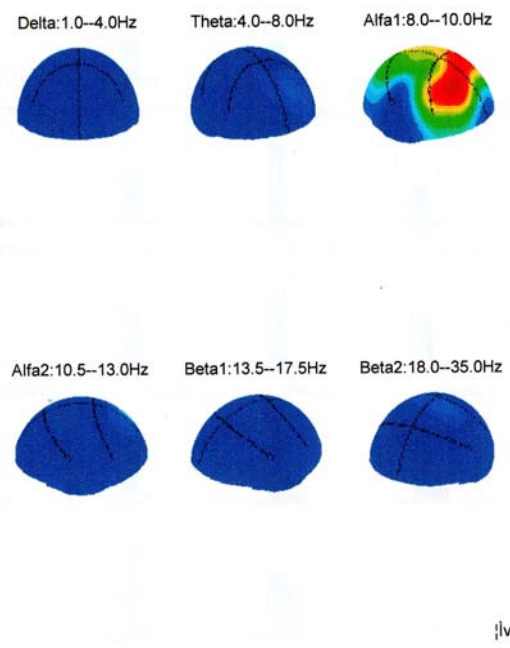 Delta:1.0--4.0Hz
Theta:4.0--8.0Hz
Alfa1:8.0--10.0Hz
Alfa2:10.5--13.0Hz
Beta1:13.5--17.5Hz
Beta2:18.0--35.0Hz